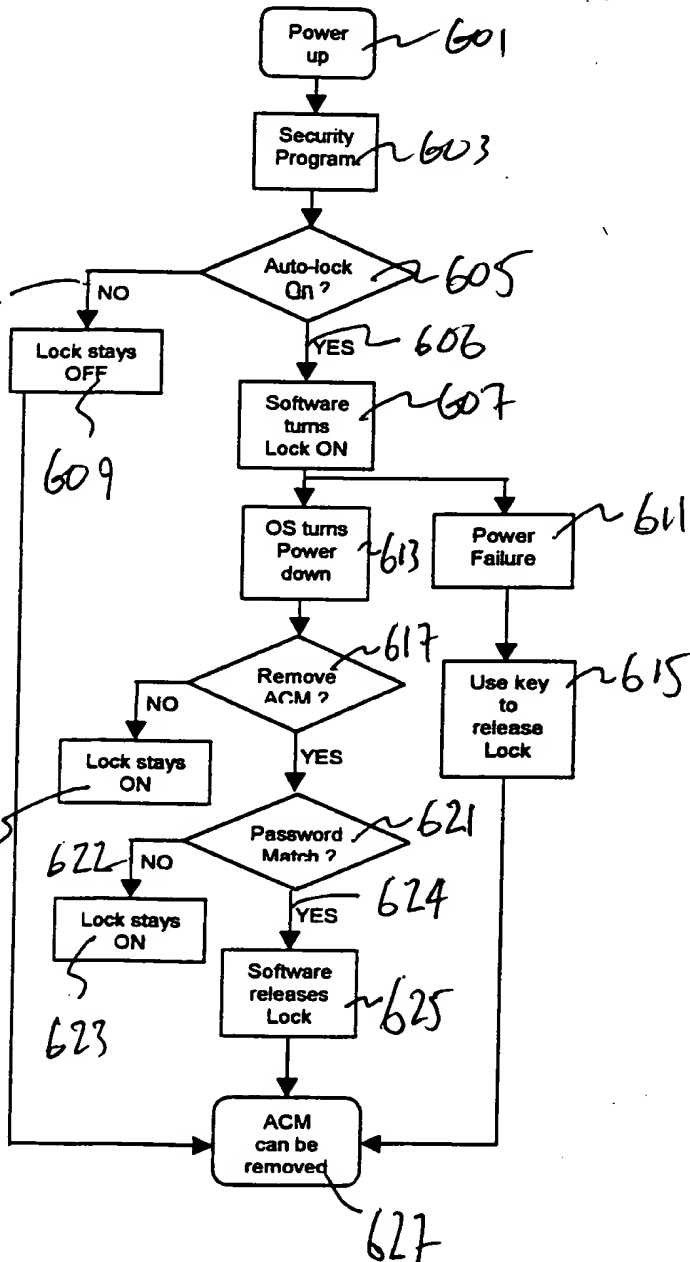 Power
up
601
Security
Program
603
Auto-lock
On ?
605
NO
YES
606
Lock stays
OFF
609
Software
turns
Lock ON
607
OS turns
Power
down
613
Power
Failure
611
Remove
ACM ?
617
NO
YES
Use key
to
release
Lock
615
Lock stays
ON
Password
Match ?
621
622
NO
YES
624
Lock stays
ON
623
Software
releases
Lock
625
ACM
can be
removed
627